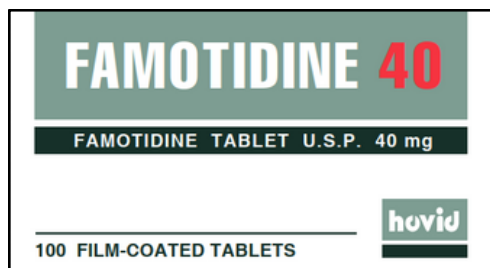 FAMOTIDINE 40
FAMOTIDINE TABLET U.S.P. 40 mg
hovid
100 FILM-COATED TABLETS